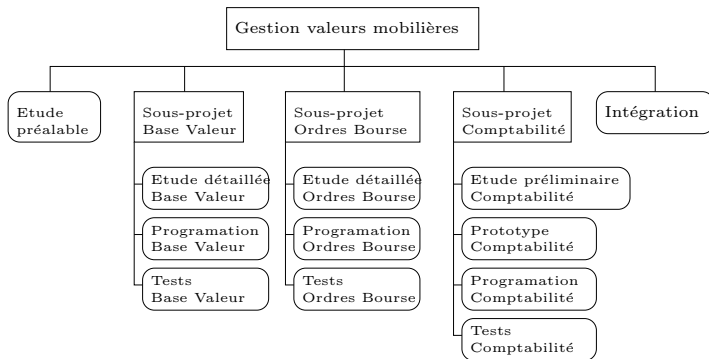 Gestion valeurs mobilières
Etude
préalable
Sous-projet
Base Valeur
Sous-projet
Ordres Bourse
Sous-projet
Comptabilité
Intégration
Etude détaillée
Base Valeur
Etude détaillée
Ordres Bourse
Etude préliminaire
Comptabilité
Programation
Base Valeur
Programation
Ordres Bourse
Prototype
Comptabilité
Tests
Base Valeur
Tests
Ordres Bourse
Programation
Comptabilité
Tests
Comptabilité